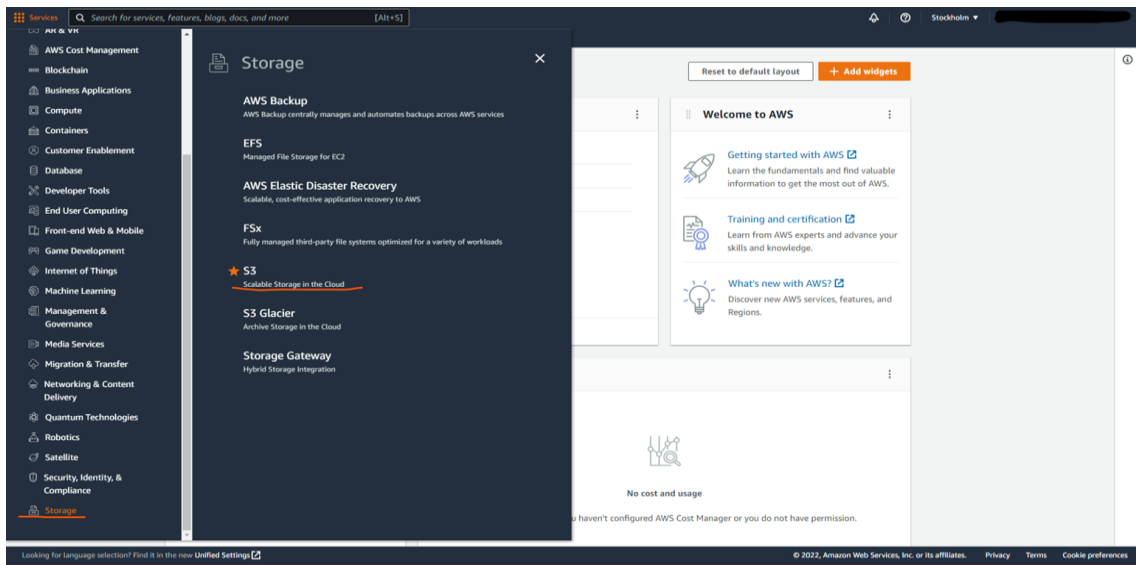 Services
Search for services, features, blogs, docs, and more
[Alt+S]
Stockholm
AR & VR
AWS Cost Management
Blockchain
Business Applications
Compute
Containers
Customer Enablement
Database
Developer Tools
End User Computing
Front-end Web & Mobile
Game Development
Internet of Things
Machine Learning
Management &
Governance
Media Services
Migration & Transfer
Networking & Content
Delivery
Quantum Technologies
Robotics
Satellite
Security, Identity, &
Compliance
Storage
Storage
AWS Backup
AWS Backup centrally manages and automates backups across AWS services
EFS
Managed File Storage for EC2
AWS Elastic Disaster Recovery
Scalable, cost-effective application recovery to AWS
FSx
Fully managed third-party file systems optimized for a variety of workloads
S3
Scalable Storage in the Cloud
S3 Glacier
Archive Storage in the Cloud
Storage Gateway
Hybrid Storage Integration
Reset to default layout
+ Add widgets
Welcome to AWS
Getting started with AWS
Learn the fundamentals and find valuable
information to get the most out of AWS.
Training and certification
Learn from AWS experts and advance your
skills and knowledge.
What's new with AWS?
Discover new AWS services, features, and
Regions.
No cost and usage
u haven't configured AWS Cost Manager or you do not have permission.
Looking for language selection? Find it in the new Unified Settings
© 2022, Amazon Web Services, Inc. or its affiliates.
Privacy
Terms
Cookie preferences